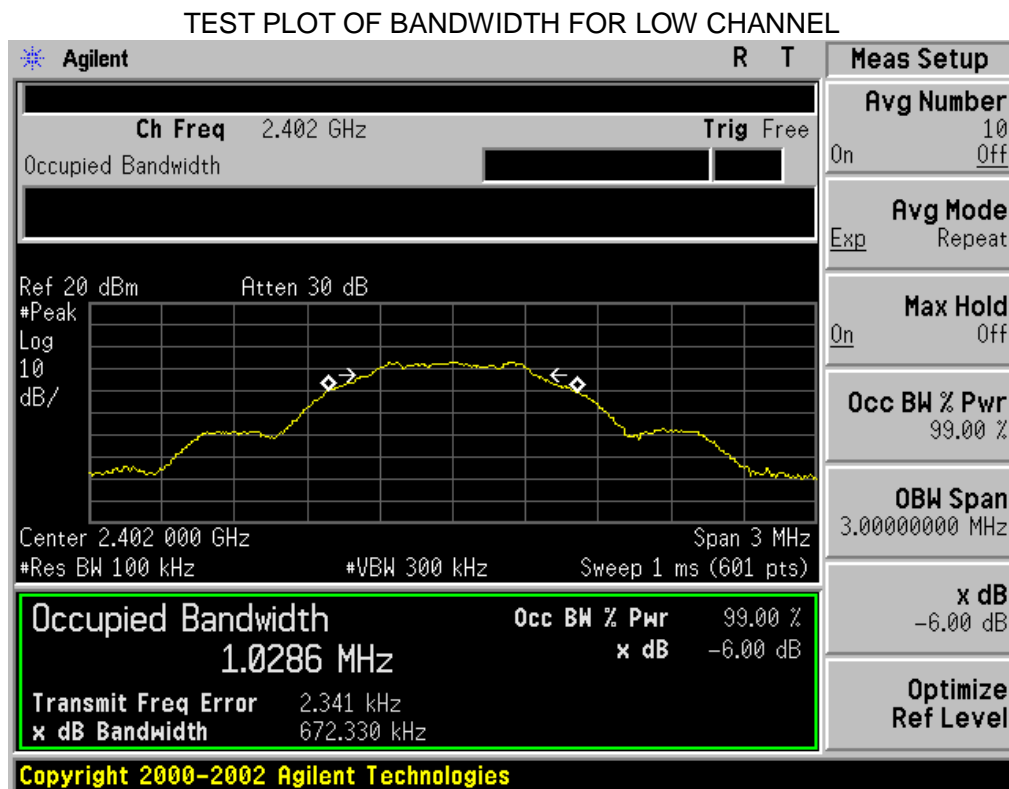 TEST PLOT OF BANDWIDTH FOR LOW CHANNEL
Agilent R T
Ch Freq 2.402 GHz Trig Free
Occupied Bandwidth
Ref 20 dBm Atten 30 dB
#Peak
Log
10
dB/
Center 2.402 000 GHz Span 3 MHz
#Res BW 100 kHz #VBW 300 kHz Sweep 1 ms (601 pts)
Occupied Bandwidth Occ BW % Pwr 99.00 %
1.0286 MHz x dB -6.00 dB
Transmit Freq Error 2.341 kHz
x dB Bandwidth 672.330 kHz
Copyright 2000-2002 Agilent Technologies
Meas Setup
Avg Number
10
On Off
Avg Mode
Exp Repeat
Max Hold
On Off
Occ BW % Pwr
99.00 %
OBW Span
3.00000000 MHz
x dB
-6.00 dB
Optimize
Ref Level